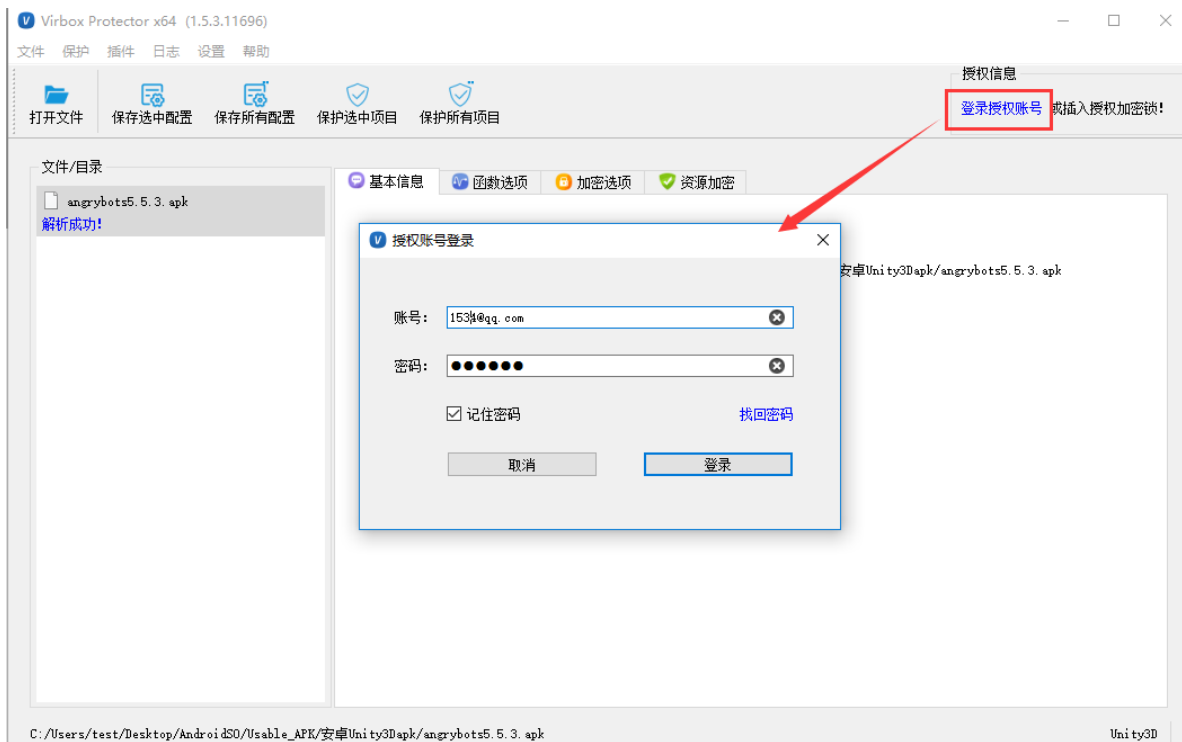 Virbox Protector x64 (1.5.3.11696)
文件 保护 插件 日志 设置 帮助
授权信息
打开文件 保存选中配置 保存所有配置 保护选中项目 保护所有项目 登录授权账号 或插入授权加密锁!
文件/目录
angrybots5.5.3.apk
解析成功!
基本信息 函数选项 加密选项 资源加密
安卓Unity3Dapk/angrybots5.5.3.apk
授权账号登录
账号:
密码: ●●●●●●
记住密码 找回密码
取消 登录
C:/Users/test/Desktop/AndroidSO/Usable_APK/安卓Unity3Dapk/angrybots5.5.3.apk Unity3D